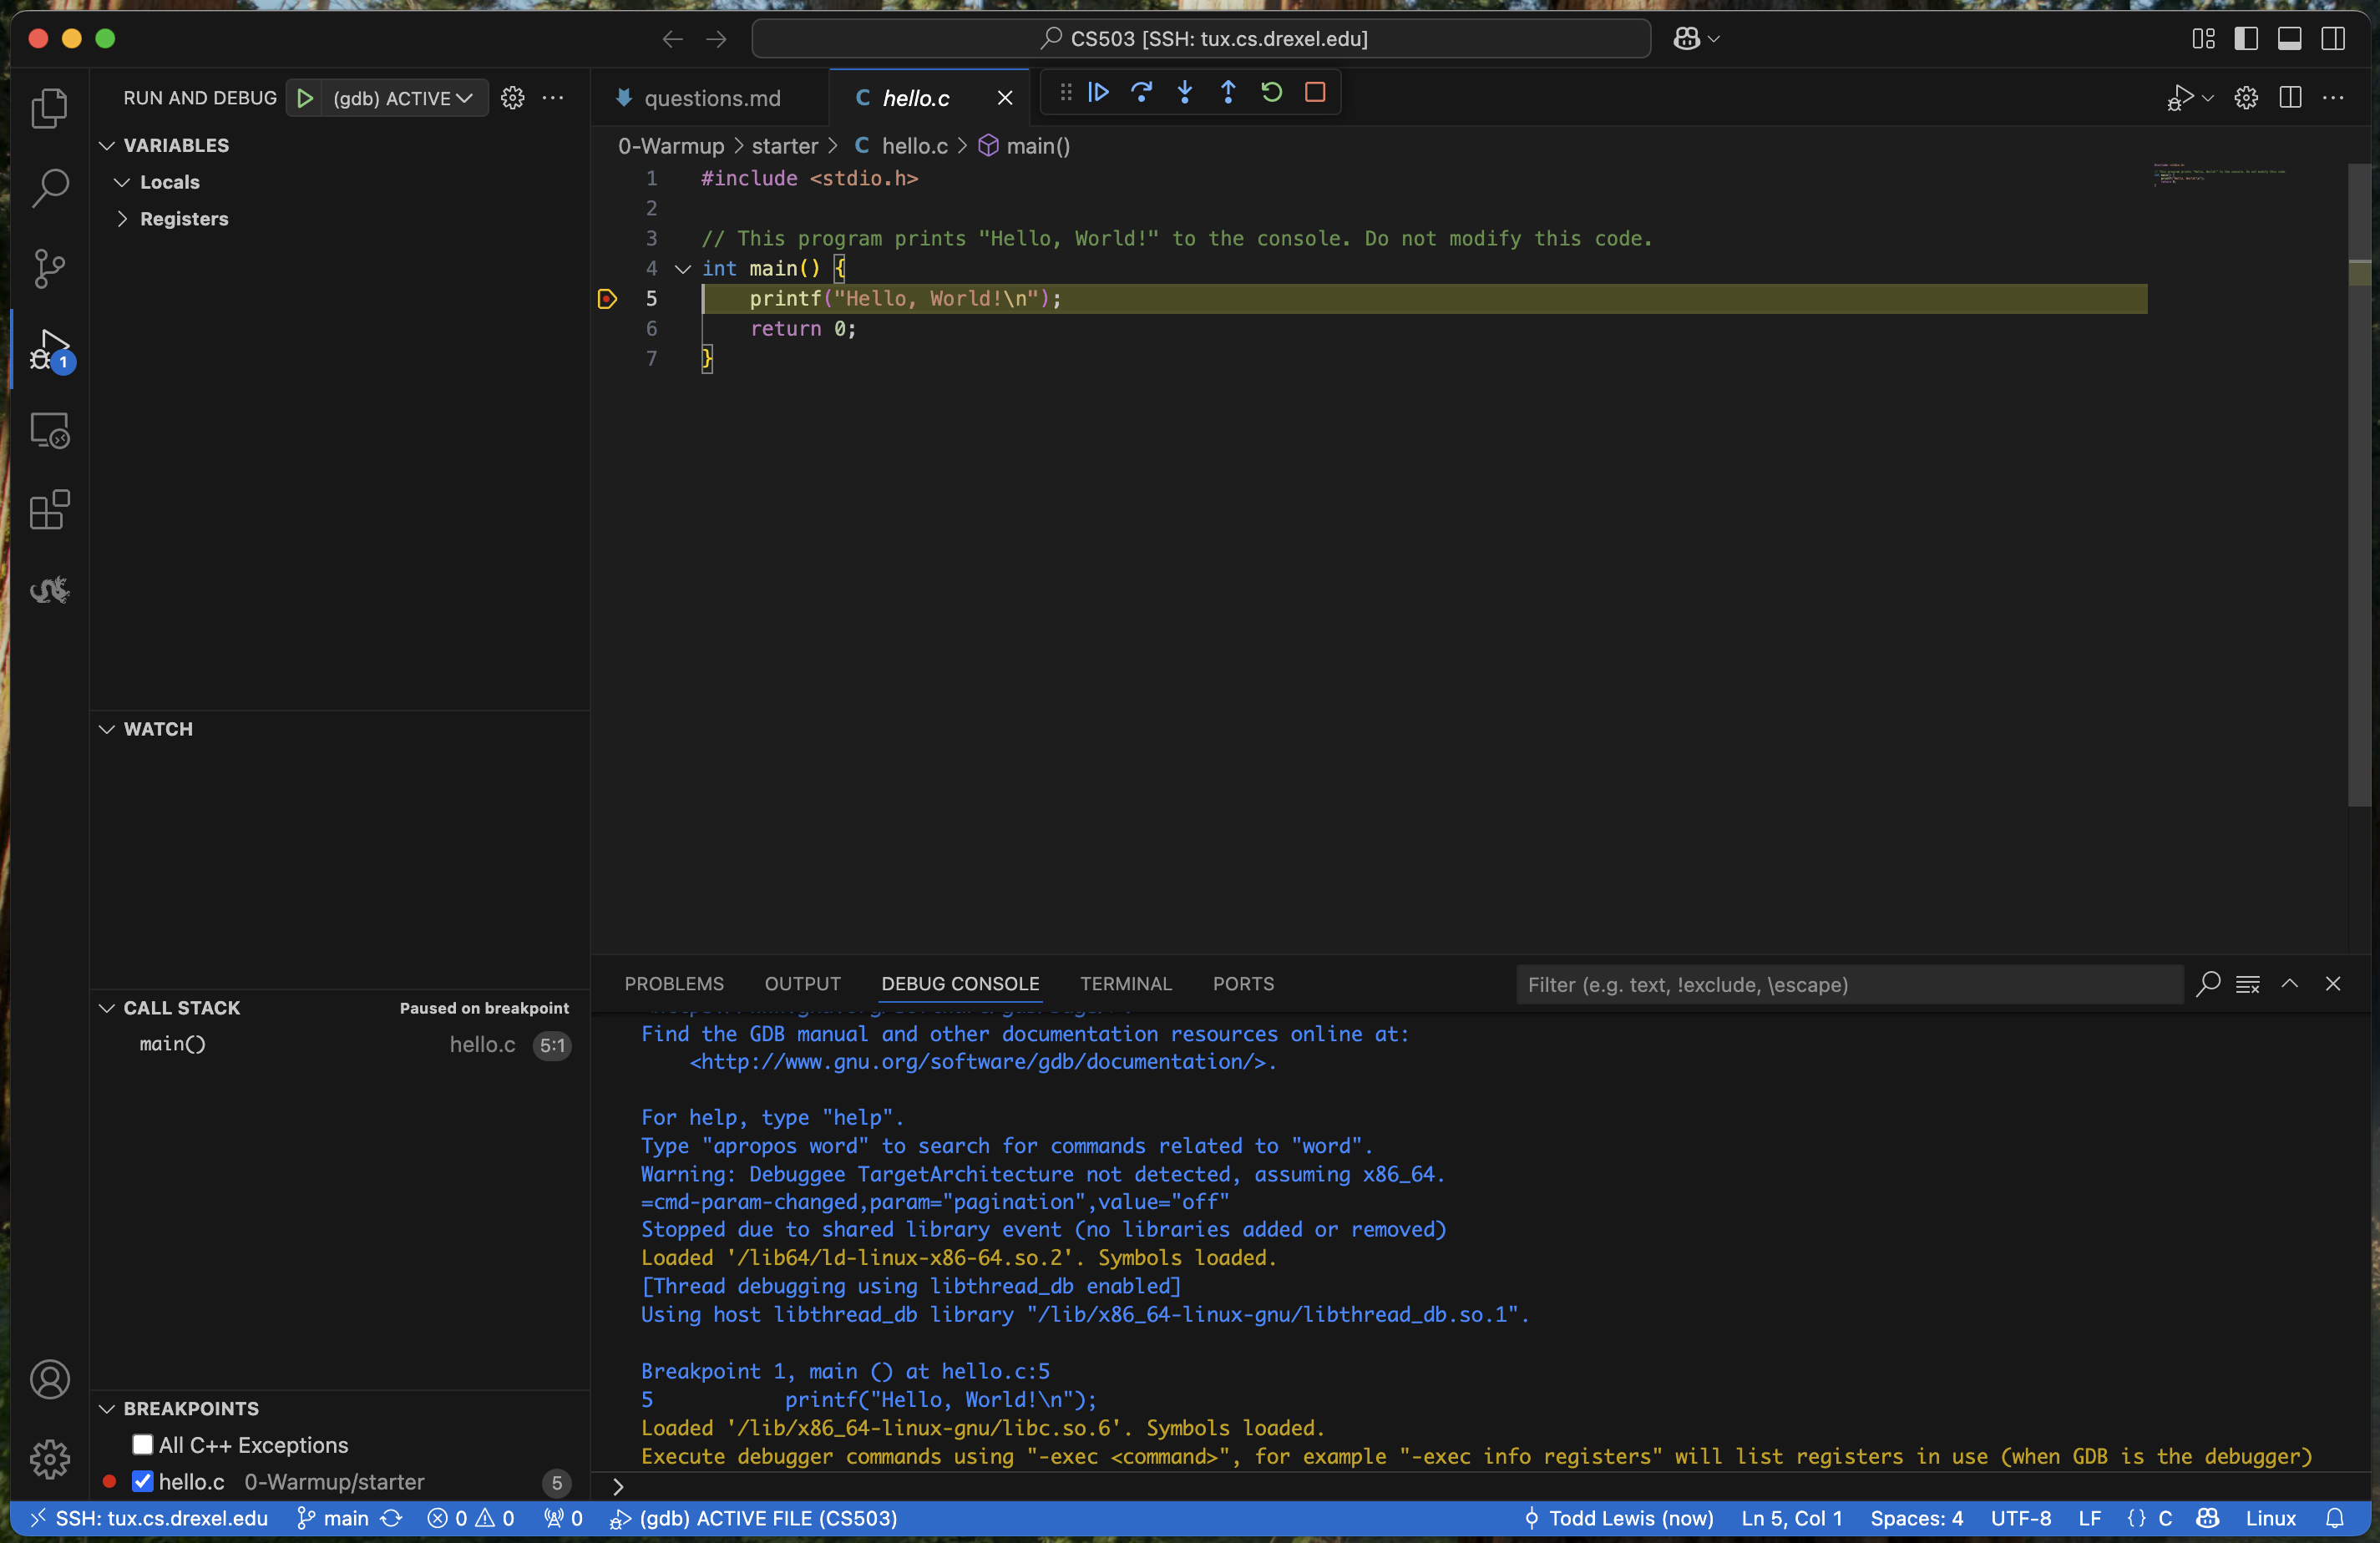 CS503 [SSH: tux.cs.drexel.edu]
RUN AND DEBUG
(gdb) ACTIVE
questions.md
C hello.c
VARIABLES
Locals
Registers
0-Warmup > starter > C hello.c > main()
1 #include <stdio.h>
2
3 // This program prints "Hello, World!" to the console. Do not modify this code.
4 int main() {
5 printf("Hello, World!\n");
6 return 0;
7 }
1
WATCH
CALL STACK
Paused on breakpoint
main()
hello.c 5:1
BREAKPOINTS
All C++ Exceptions
hello.c 0-Warmup/starter 5
PROBLEMS OUTPUT DEBUG CONSOLE TERMINAL PORTS
Filter (e.g. text, !exclude, \escape)
Find the GDB manual and other documentation resources online at:
<http://www.gnu.org/software/gdb/documentation/>.
For help, type "help".
Type "apropos word" to search for commands related to "word".
Warning: Debuggee TargetArchitecture not detected, assuming x86_64.
=cmd-param-changed,param="pagination",value="off"
Stopped due to shared library event (no libraries added or removed)
Loaded '/lib64/ld-linux-x86-64.so.2'. Symbols loaded.
[Thread debugging using libthread_db enabled]
Using host libthread_db library "/lib/x86_64-linux-gnu/libthread_db.so.1".
Breakpoint 1, main () at hello.c:5
5 printf("Hello, World!\n");
Loaded '/lib/x86_64-linux-gnu/libc.so.6'. Symbols loaded.
Execute debugger commands using "-exec <command>", for example "-exec info registers" will list registers in use (when GDB is the debugger)
>
SSH: tux.cs.drexel.edu main 0 0 0 (gdb) ACTIVE FILE (CS503) Todd Lewis (now) Ln 5, Col 1 Spaces: 4 UTF-8 LF {} C Linux